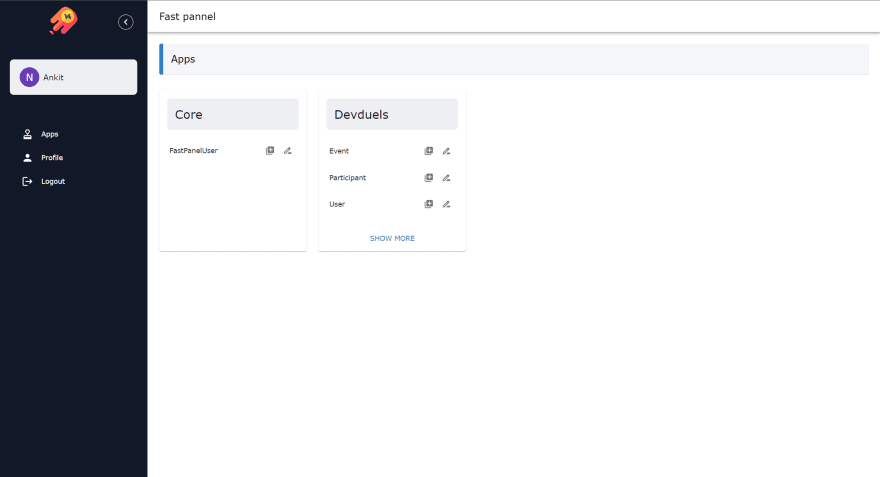 Fast pannel
N Ankit
Apps
Profile
Logout
Apps
Core
FastPanelUser
Devduels
Event
Participant
User
SHOW MORE